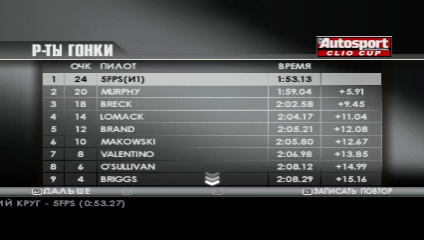 Р-ТЫ ГОНКИ
Autosport
CLIO CUP
ОЧК ПИЛОТ ВРЕМЯ
1 24 5FPS(И1) 1:53.13
2 20 MURPHY 1:59.04 +5.91
3 18 BRECK 2:02.58 +9.45
4 14 LOMACK 2:04.17 +11.04
5 12 BRAND 2:05.21 +12.08
6 10 MAKOWSKI 2:05.80 +12.67
7 8 VALENTINO 2:06.98 +13.85
8 6 O'SULLIVAN 2:08.12 +14.99
9 4 BRIGGS 2:08.29 +15.16
ДАЛЬШЕ ЗАПИСАТЬ ПОВТОР
ИЙ КРУГ - 5FPS (0:53.27)